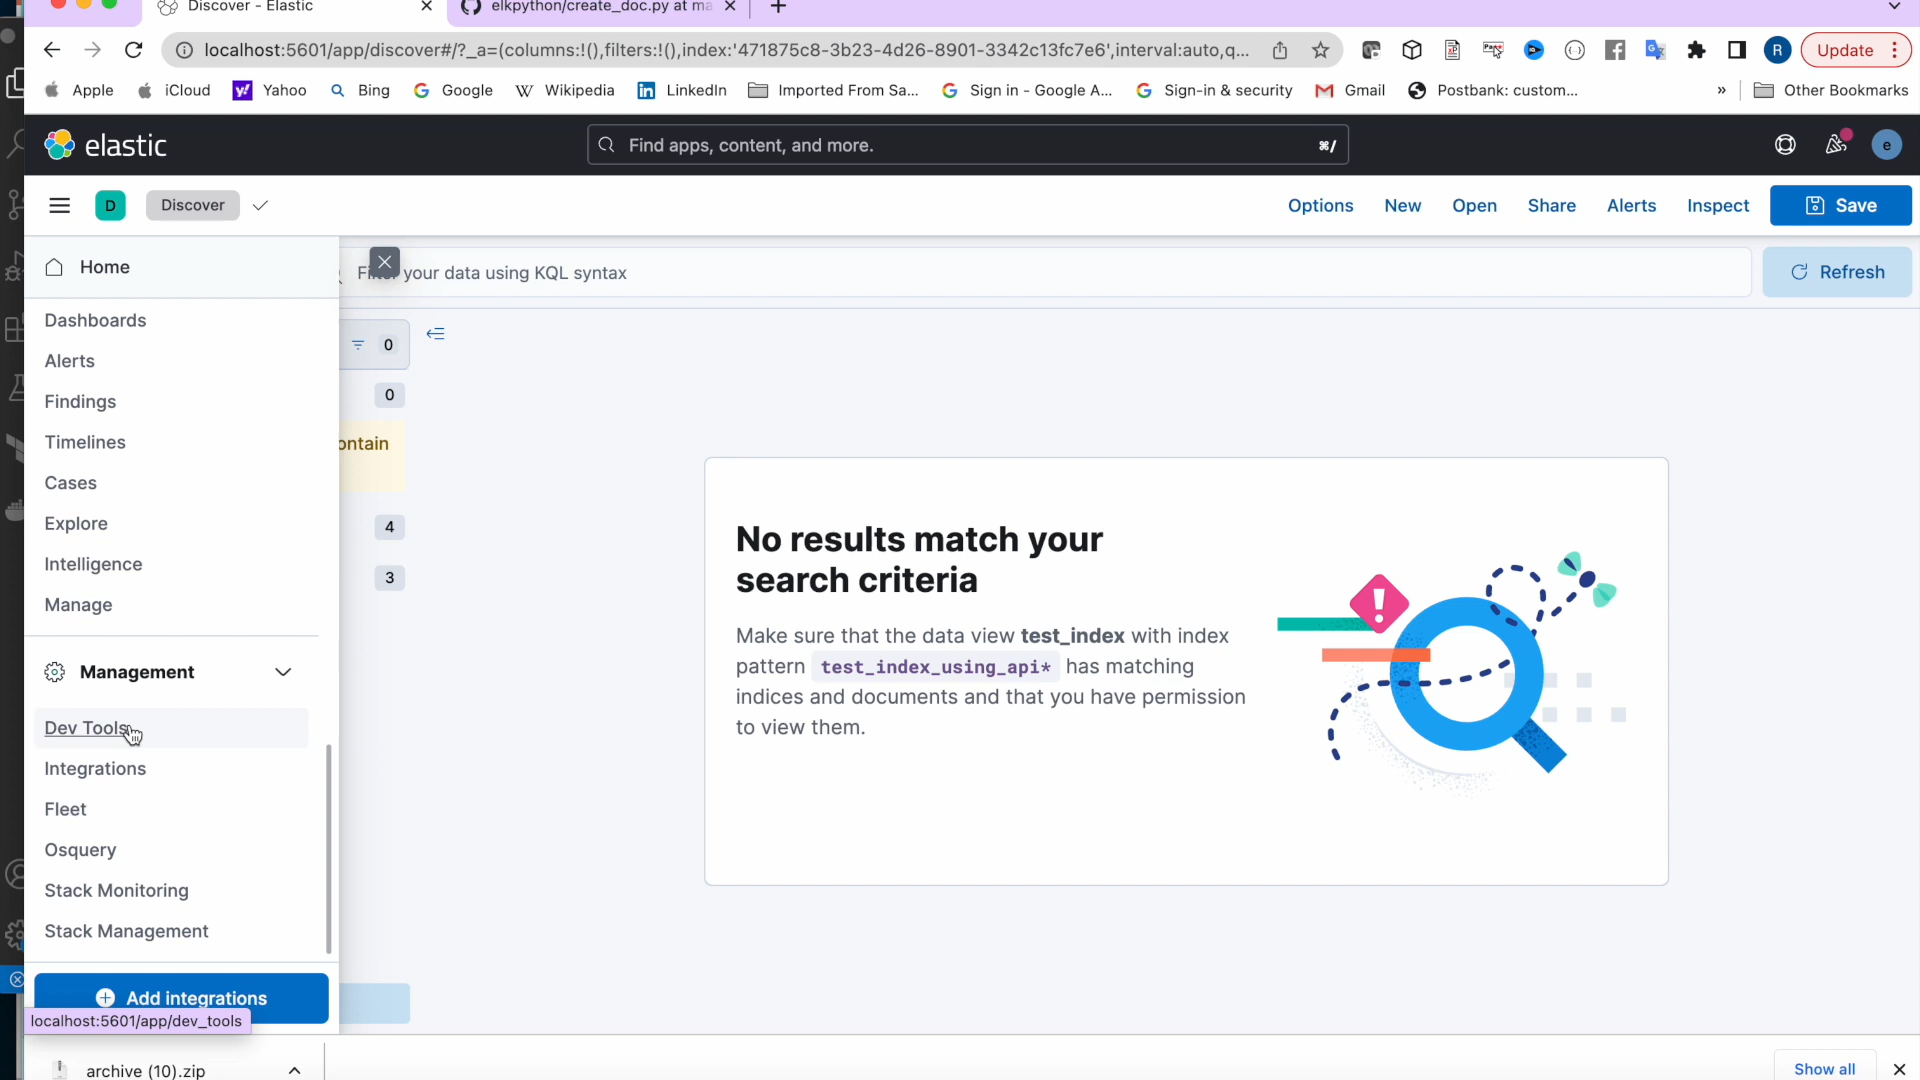 Discover - Elastic
elkpython/create_doc.py at ma
localhost:5601/app/discover#/?_a=(columns:!(),filters:!(),index:'471875c8-3b23-4d26-8901-3342c13fc7e6',interval:auto,q...
R
Update
Apple
iCloud
Yahoo
Bing
Google
Wikipedia
LinkedIn
Imported From Sa...
Sign in - Google A...
Sign-in & security
Gmail
Postbank: custom...
»
Other Bookmarks
elastic
Find apps, content, and more.
⌘/
e
D
Discover
Options
New
Open
Share
Alerts
Inspect
Save
Home
your data using KQL syntax
Refresh
Dashboards
0
Alerts
0
Findings
ontain
Timelines
Cases
Explore
4
Intelligence
3
Manage
Management
Dev Tools
Integrations
Fleet
Osquery
Stack Monitoring
Stack Management
Add integrations
localhost:5601/app/dev_tools
No results match your
search criteria
Make sure that the data view test_index with index
pattern test_index_using_api* has matching
indices and documents and that you have permission
to view them.
archive (10).zip
Show all